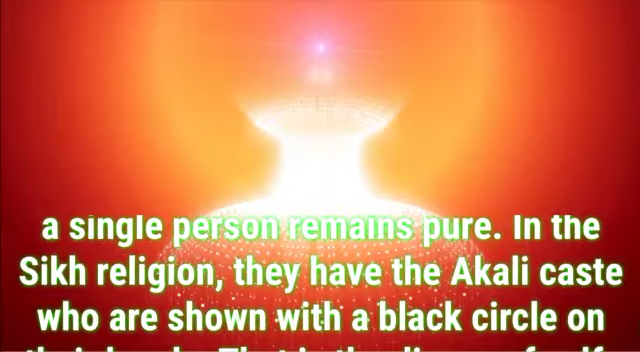 a single person remains pure. In the
Sikh religion, they have the Akali caste
who are shown with a black circle on